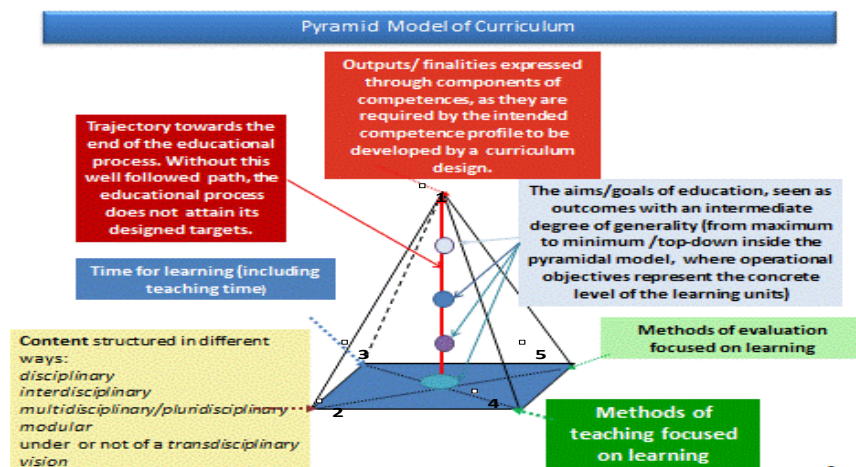 Pyramid Model of Curriculum
Outputs/ finalities expressed
through components of
competences, as they are
required by the intended
competence profile to be
developed by a curriculum
design.
Trajectory towards the
end of the educational
process. Without this
well followed path, the
educational process
does not attain its
designed targets.
The aims/goals of education, seen as
outcomes with an intermediate
degree of generality (from maximum
to minimum /top-down inside the
pyramidal model, where operational
objectives represent the concrete
level of the learning units)
Time for learning (including
teaching time)
Content structured in different
ways:
disciplinary
interdisciplinary
multidisciplinary/pluridisciplinary
modular
under or not of a transdisciplinary
vision
Methods of evaluation
focused on learning
Methods of
teaching focused
on learning
1
3
5
2
4